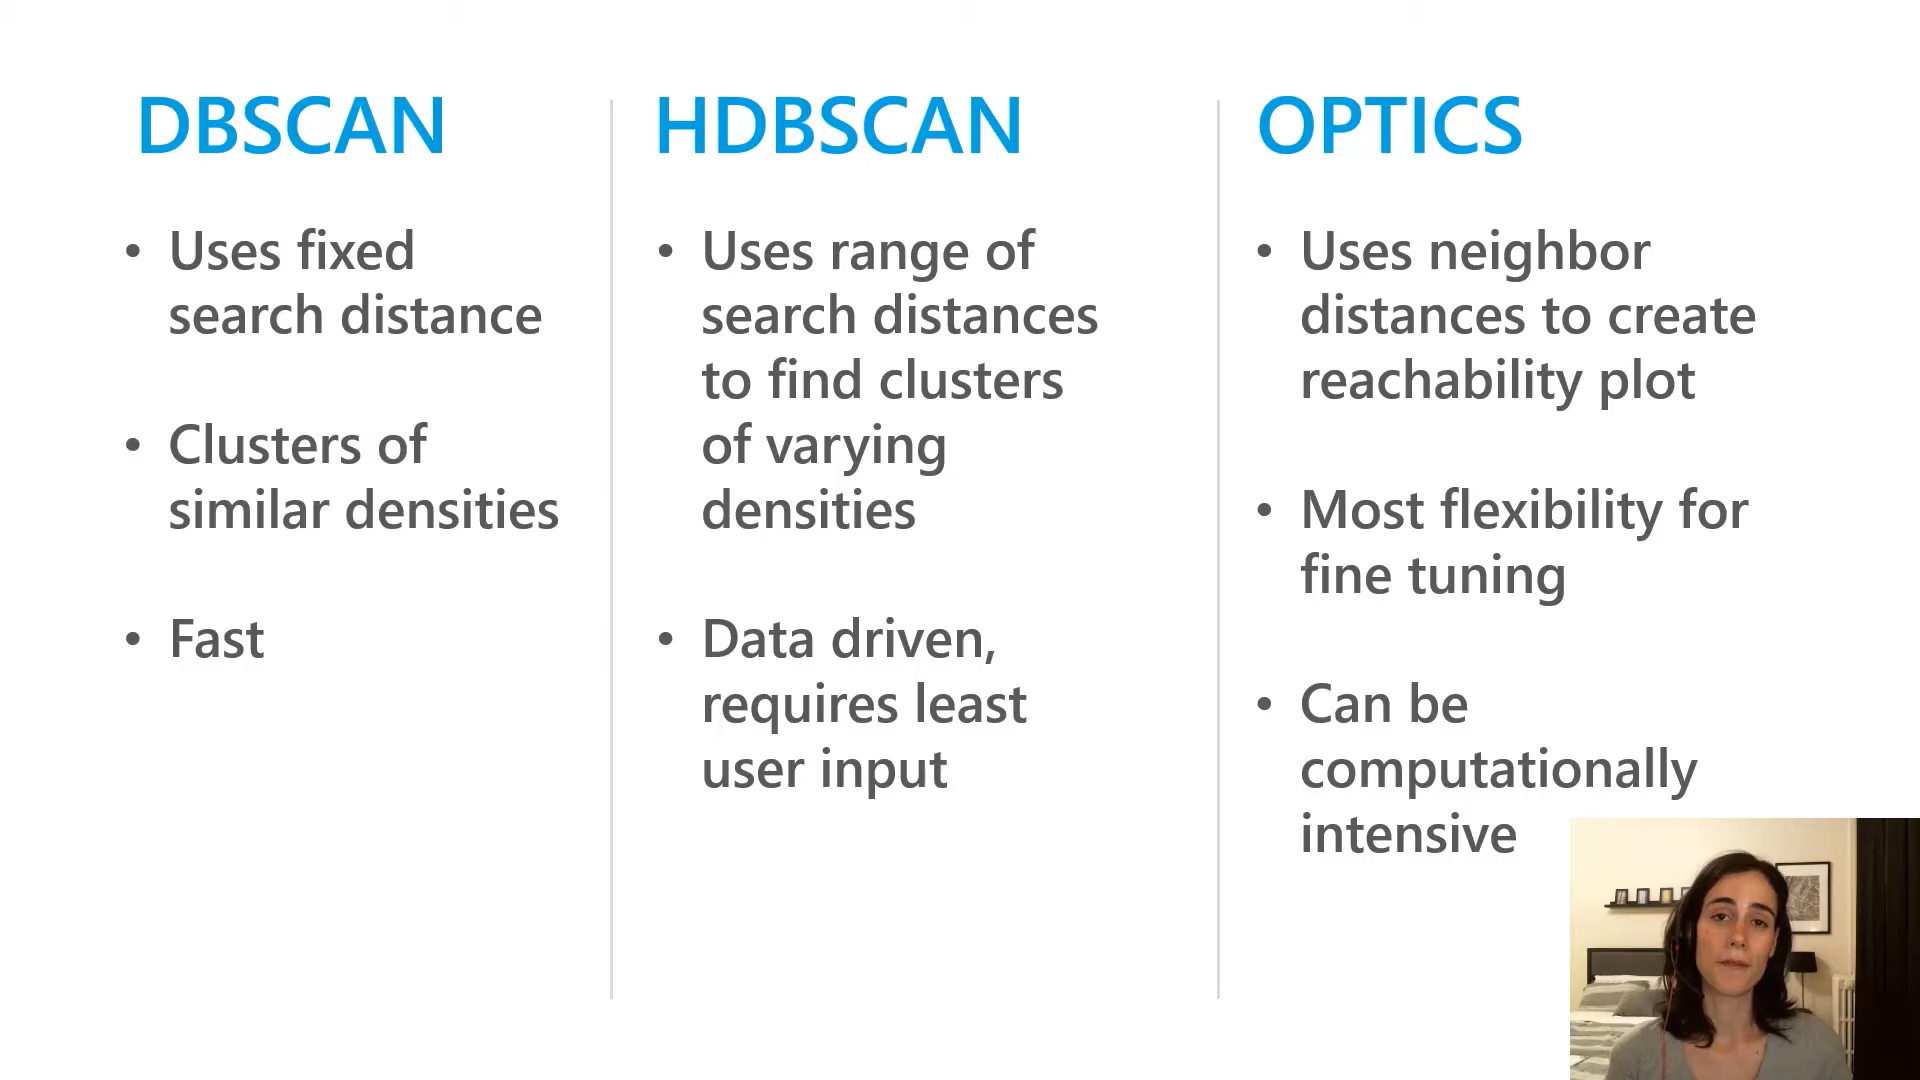 DBSCAN
• Uses fixed
search distance
• Clusters of
similar densities
• Fast
HDBSCAN
• Uses range of
search distances
to find clusters
of varying
densities
• Data driven,
requires least
user input
OPTICS
• Uses neighbor
distances to create
reachability plot
• Most flexibility for
fine tuning
• Can be
computationally
intensive